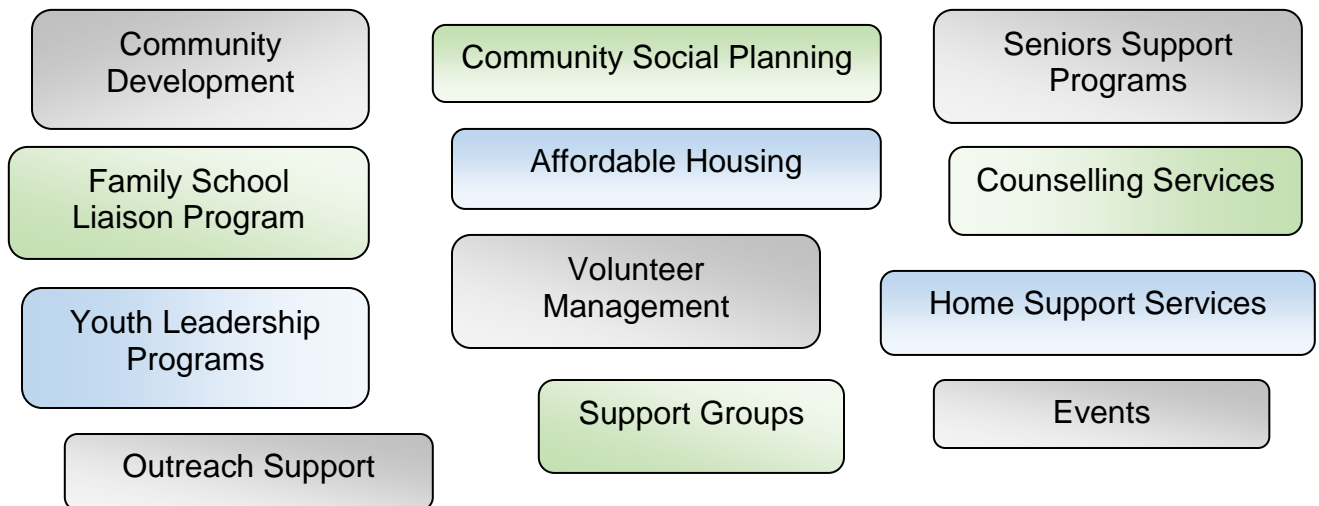 Community
Development
Community Social Planning
Seniors Support
Programs
Family School
Liaison Program
Affordable Housing
Counselling Services
Youth Leadership
Programs
Volunteer
Management
Home Support Services
Outreach Support
Support Groups
Events